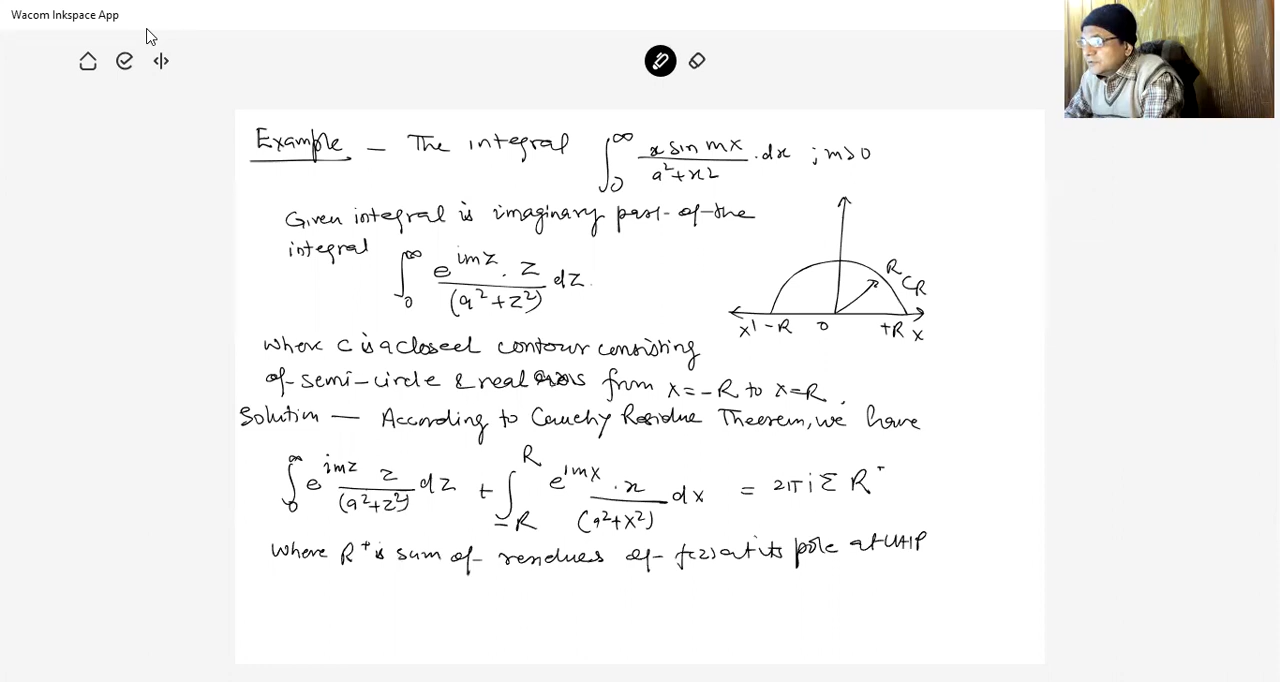 Wacom Inkspace App
Example - The integral ∫₀^∞ x sin mx / a²+x² . dx ; m>0
Given integral is imaginary part of the
integral
∫₀^∞ e^{imz} . z / (a²+z²) dz.
R
C_R
x' -R 0 +R x
where c is a closed contour consisting
of semi-circle & real axis from x=-R to x=R.
Solution — According to Cauchy Residue Theorem, we have
∫₀^∞ e^{imz} z / (a²+z²) dz + ∫_{-R}^{R} e^{imx} . x / (a²+x²) dx = 2πi Σ R⁺
where R⁺ is sum of residues of f(z) at its pole at UHP